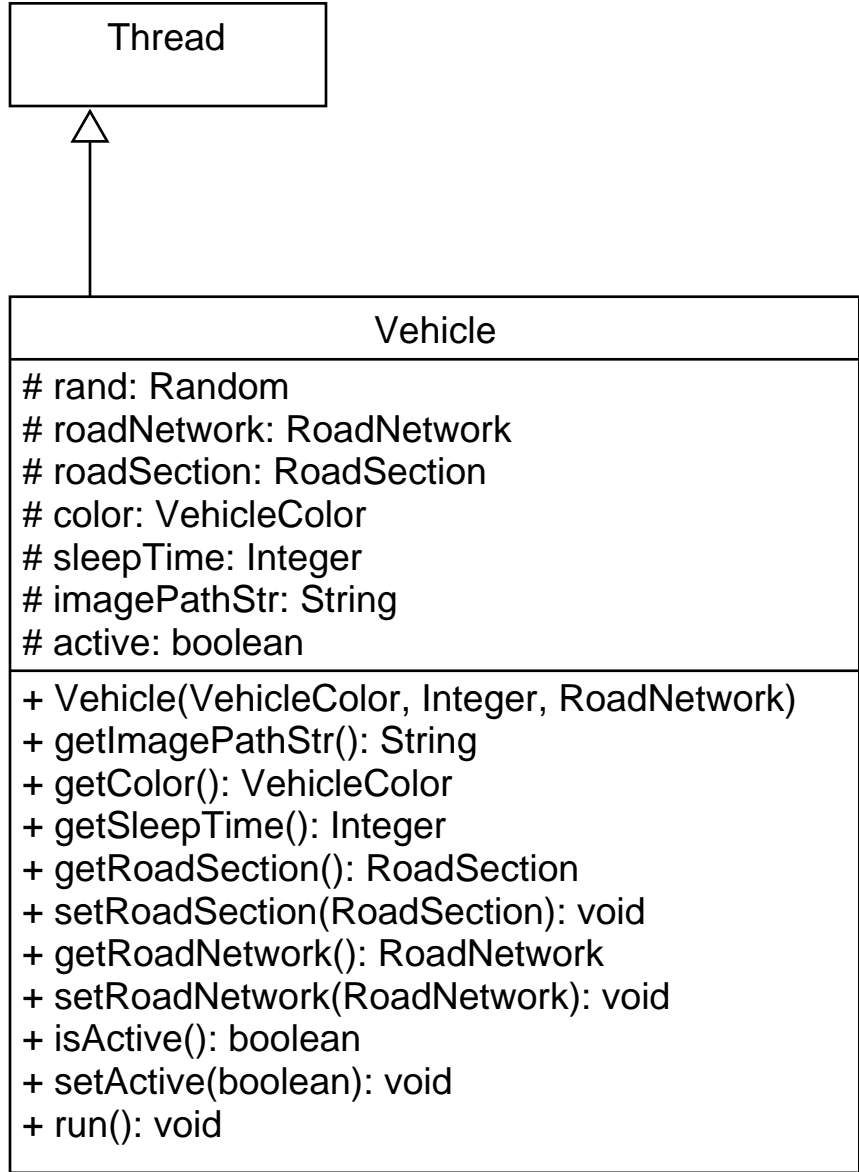 Thread
Vehicle
# rand: Random
# roadNetwork: RoadNetwork
# roadSection: RoadSection
# color: VehicleColor
# sleepTime: Integer
# imagePathStr: String
# active: boolean
+ Vehicle(VehicleColor, Integer, RoadNetwork)
+ getImagePathStr(): String
+ getColor(): VehicleColor
+ getSleepTime(): Integer
+ getRoadSection(): RoadSection
+ setRoadSection(RoadSection): void
+ getRoadNetwork(): RoadNetwork
+ setRoadNetwork(RoadNetwork): void
+ isActive(): boolean
+ setActive(boolean): void
+ run(): void